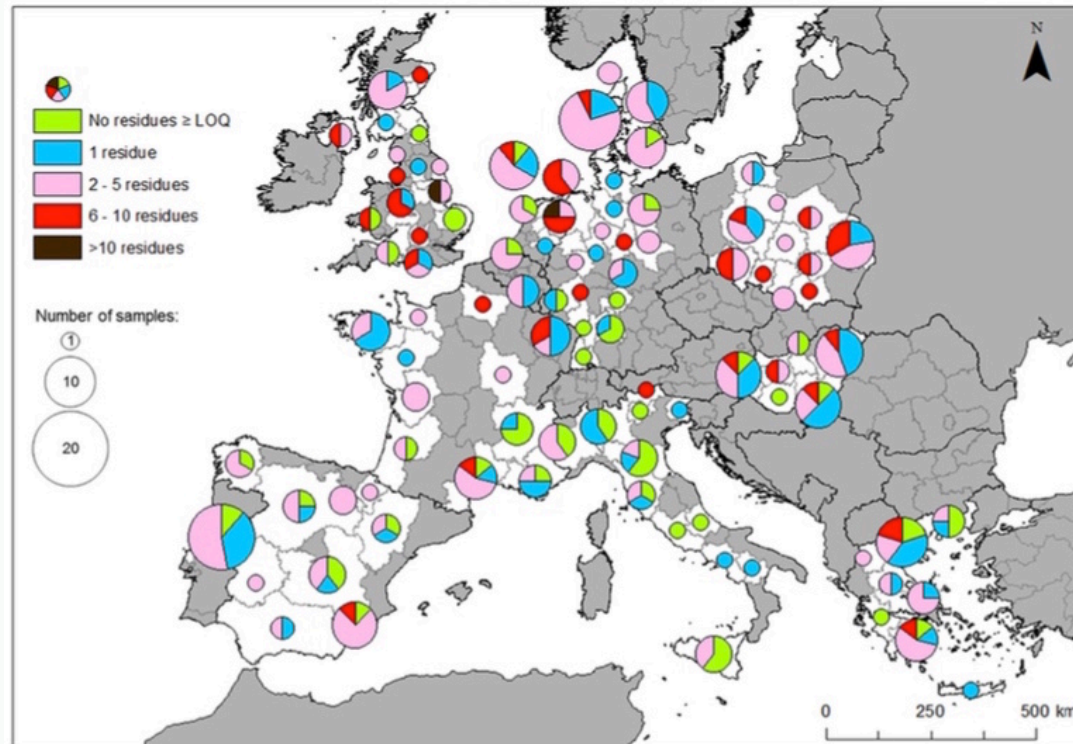 N
No residues ≥ LOQ
1 residue
2 - 5 residues
6 - 10 residues
>10 residues
Number of samples:
1
10
20
0 250 500 km